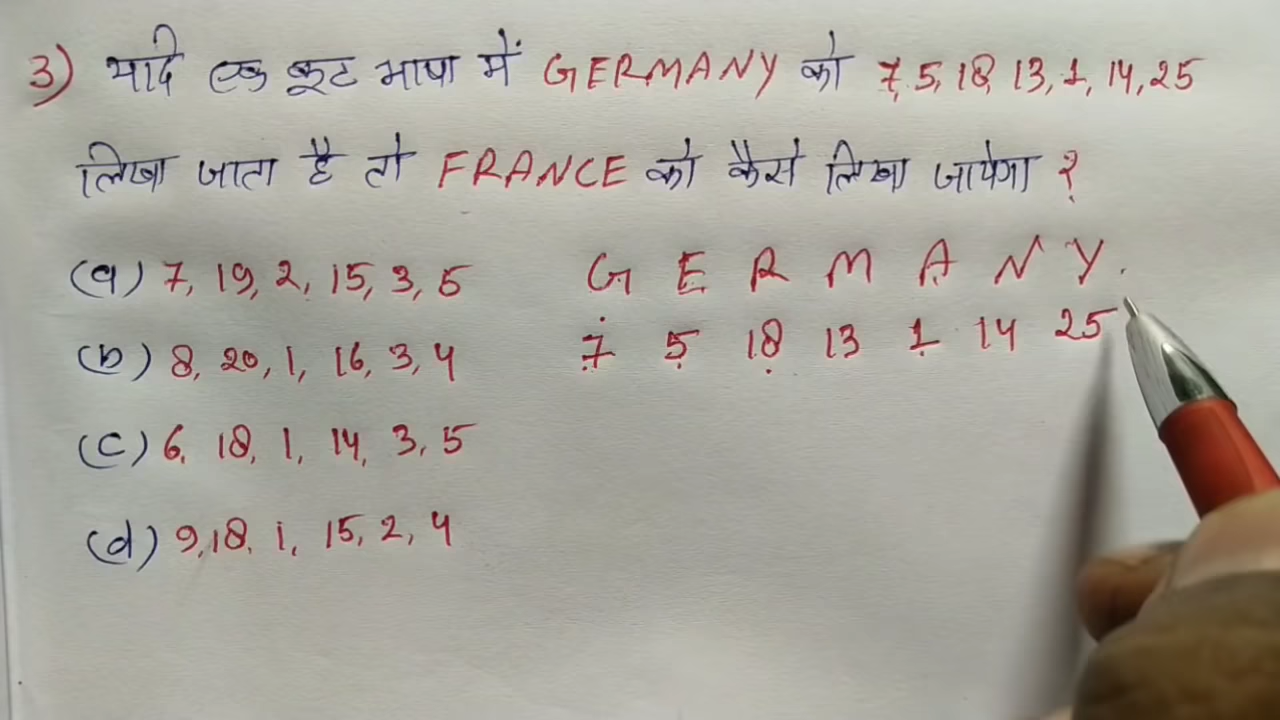 3) यदि एक कूट भाषा में GERMANY को 7, 5, 18, 13, 1, 14, 25
लिखा जाता है तो FRANCE को कैसे लिखा जायेगा ?
(a) 7, 19, 2, 15, 3, 5
(b) 8, 20, 1, 16, 3, 4
(c) 6, 18, 1, 14, 3, 5
(d) 9, 18, 1, 15, 2, 4
G E R M A N Y
7 5 18 13 1 14 25